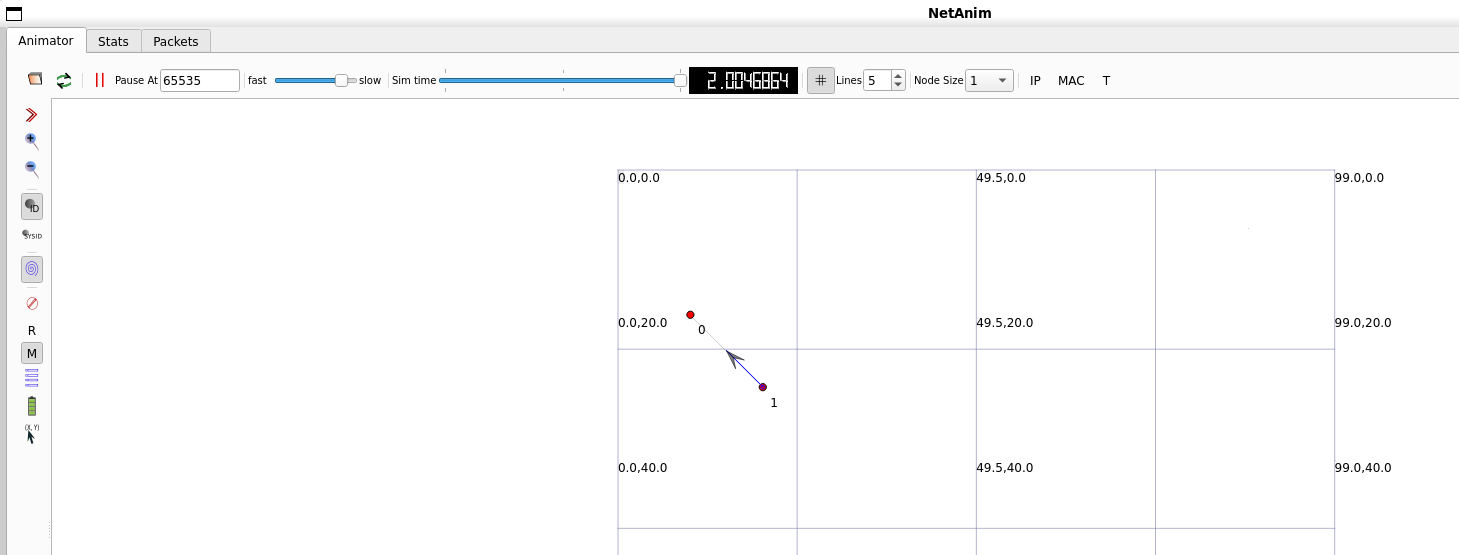 NetAnim
Animator Stats Packets
Pause At 65535 fast slow Sim time 2.0046864 # Lines 5 Node Size 1 IP MAC T
ID
SYSID
R
M
(X, Y)
0.0,0.0 49.5,0.0 99.0,0.0
0.0,20.0 0 49.5,20.0 99.0,20.0
1
0.0,40.0 49.5,40.0 99.0,40.0